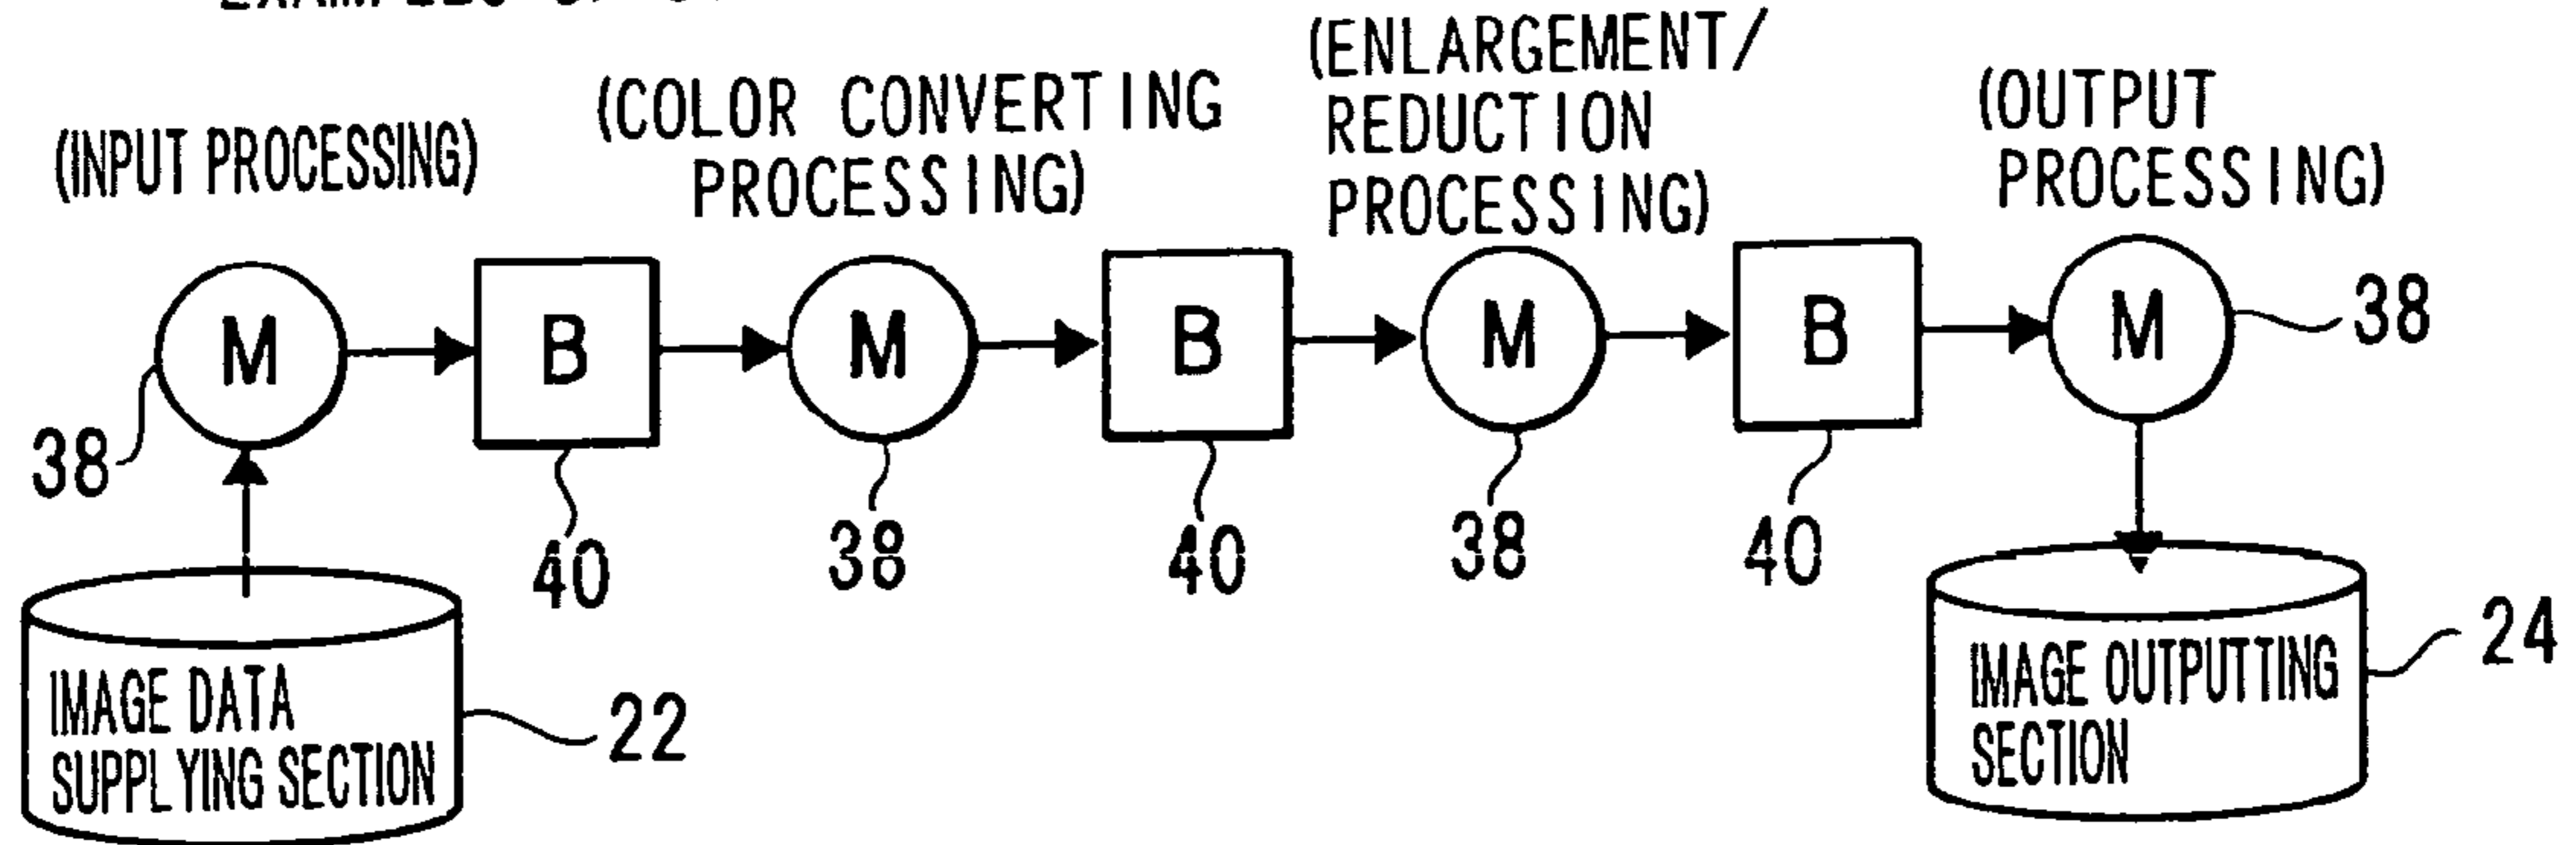 (INPUT PROCESSING)
(COLOR CONVERTING
PROCESSING)
(ENLARGEMENT/
REDUCTION
PROCESSING)
(OUTPUT
PROCESSING)
M
B
M
B
M
B
M
38
38
40
38
40
38
40
IMAGE DATA
SUPPLYING SECTION
22
IMAGE OUTPUTTING
SECTION
24